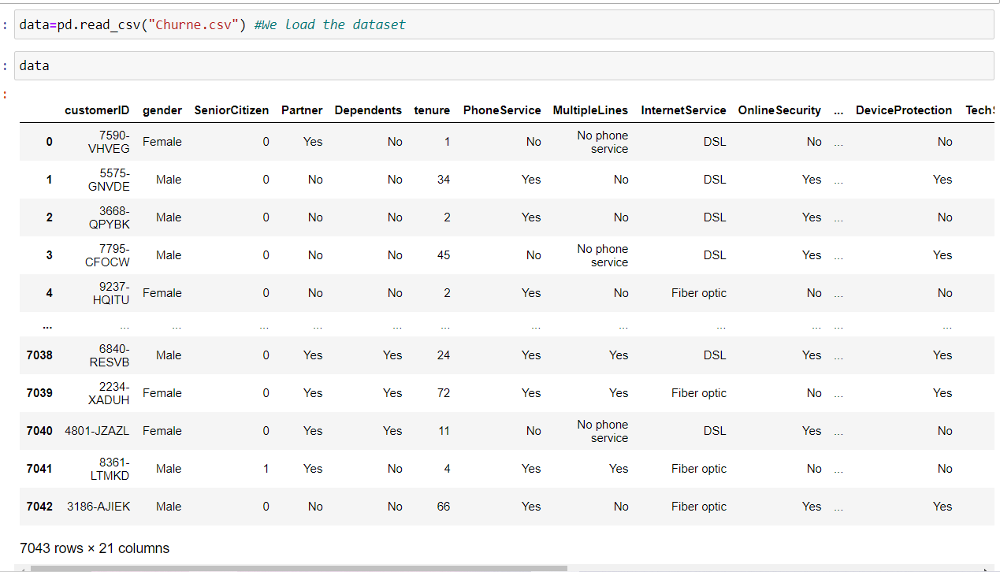 : data=pd.read_csv("Churne.csv") #We load the dataset
: data
:
customerID gender SeniorCitizen Partner Dependents tenure PhoneService MultipleLines InternetService OnlineSecurity ... DeviceProtection TechS
0 7590-VHVEG Female 0 Yes No 1 No No phone service DSL No ... No
1 5575-GNVDE Male 0 No No 34 Yes No DSL Yes ... Yes
2 3668-QPYBK Male 0 No No 2 Yes No DSL Yes ... No
3 7795-CFOCW Male 0 No No 45 No No phone service DSL Yes ... Yes
4 9237-HQITU Female 0 No No 2 Yes No Fiber optic No ... No
... ... ... ... ... ... ... ... ... ... ... ... ...
7038 6840-RESVB Male 0 Yes Yes 24 Yes Yes DSL Yes ... Yes
7039 2234-XADUH Female 0 Yes Yes 72 Yes Yes Fiber optic No ... Yes
7040 4801-JZAZL Female 0 Yes Yes 11 No No phone service DSL Yes ... No
7041 8361-LTMKD Male 1 Yes No 4 Yes Yes Fiber optic No ... No
7042 3186-AJIEK Male 0 No No 66 Yes No Fiber optic Yes ... Yes
7043 rows × 21 columns